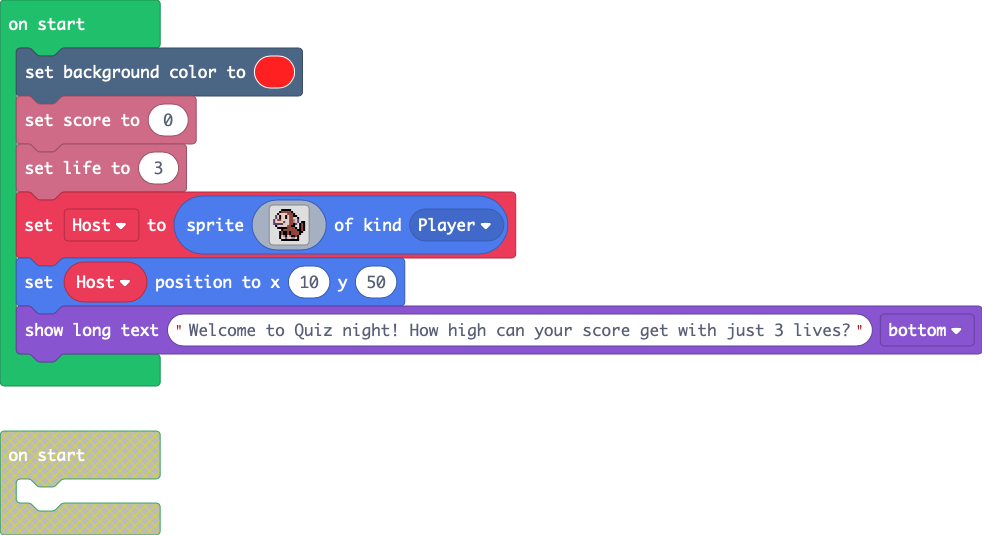 on start
set background color to
set score to 0
set life to 3
set Host to sprite of kind Player
set Host position to x 10 y 50
show long text "Welcome to Quiz night! How high can your score get with just 3 lives?" bottom
on start